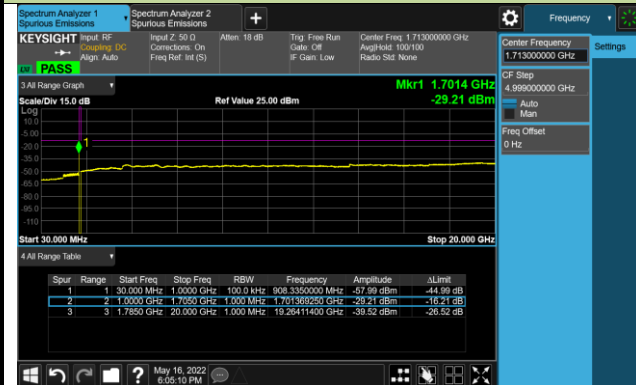 Spectrum Analyzer 1
Spurious Emissions
Spectrum Analyzer 2
Spurious Emissions
+
Frequency
KEYSIGHT
Input: RF
Coupling: DC
Align: Auto
Input Z: 50 Ω
Corrections: On
Freq Ref: Int (S)
Atten: 18 dB
Trig: Free Run
Gate: Off
IF Gain: Low
Center Freq: 1.713000000 GHz
Avg|Hold: 100/100
Radio Std: None
PASS
Center Frequency
1.713000000 GHz
Settings
CF Step
4.999000000 GHz
Auto
Man
Freq Offset
0 Hz
3 All Range Graph
Mkr1 1.7014 GHz
Scale/Div 15.0 dB
Ref Value 25.00 dBm
-29.21 dBm
Log
10.0
-5.00
-20.0
-35.0
-50.0
-65.0
-80.0
-95.0
-110
1
Start 30.000 MHz
Stop 20.000 GHz
4 All Range Table
Spur Range Start Freq Stop Freq RBW Frequency Amplitude ΔLimit
1 1 30.000 MHz 1.0000 GHz 100.0 kHz 908.3350000 MHz -57.99 dBm -44.99 dB
2 2 1.0000 GHz 1.7050 GHz 1.000 MHz 1.701369250 GHz -29.21 dBm -16.21 dB
3 3 1.7850 GHz 20.000 GHz 1.000 MHz 19.26411400 GHz -39.52 dBm -26.52 dB
?
May 16, 2022
6:05:10 PM